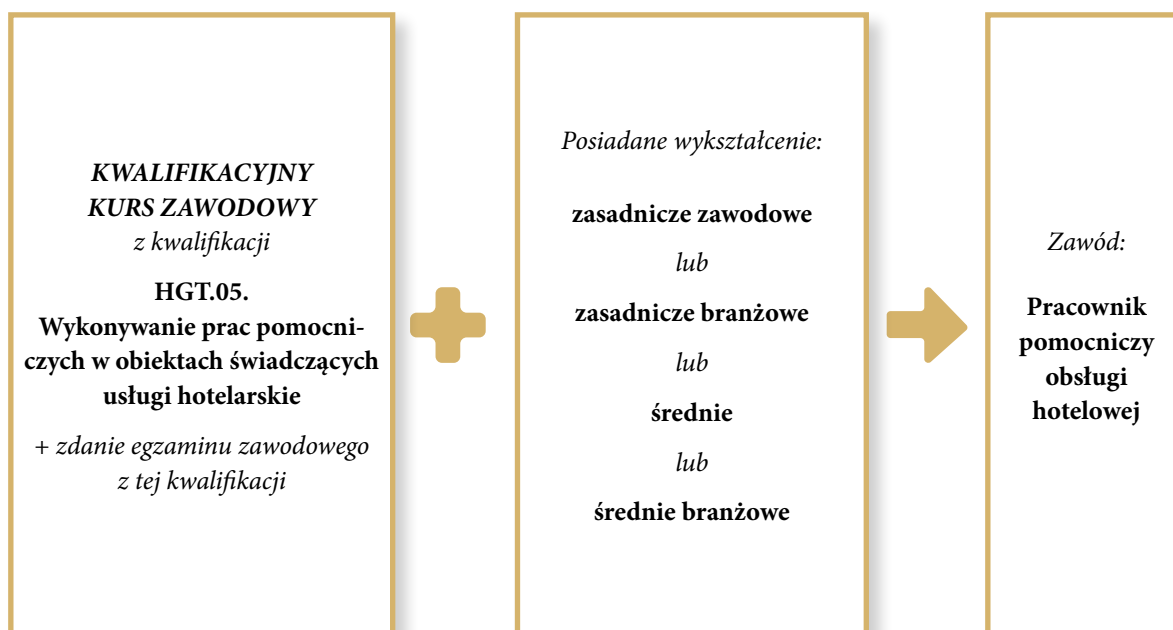 KWALIFIKACYJNY
KURS ZAWODOWY
z kwalifikacji
HGT.05.
Wykonywanie prac pomocni-
czych w obiektach świadczących
usługi hotelarskie
+ zdanie egzaminu zawodowego
z tej kwalifikacji
Posiadane wykształcenie:
zasadnicze zawodowe
lub
zasadnicze branżowe
lub
średnie
lub
średnie branżowe
Zawód:
Pracownik
pomocniczy
obsługi
hotelowej